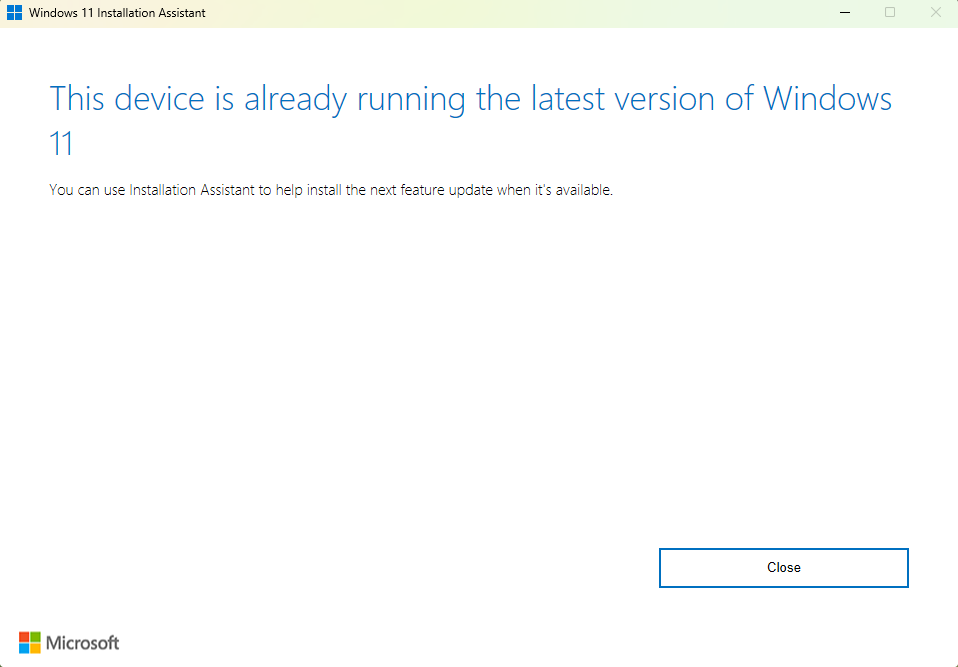 Windows 11 Installation Assistant
This device is already running the latest version of Windows
11
You can use Installation Assistant to help install the next feature update when it's available.
Close
Microsoft